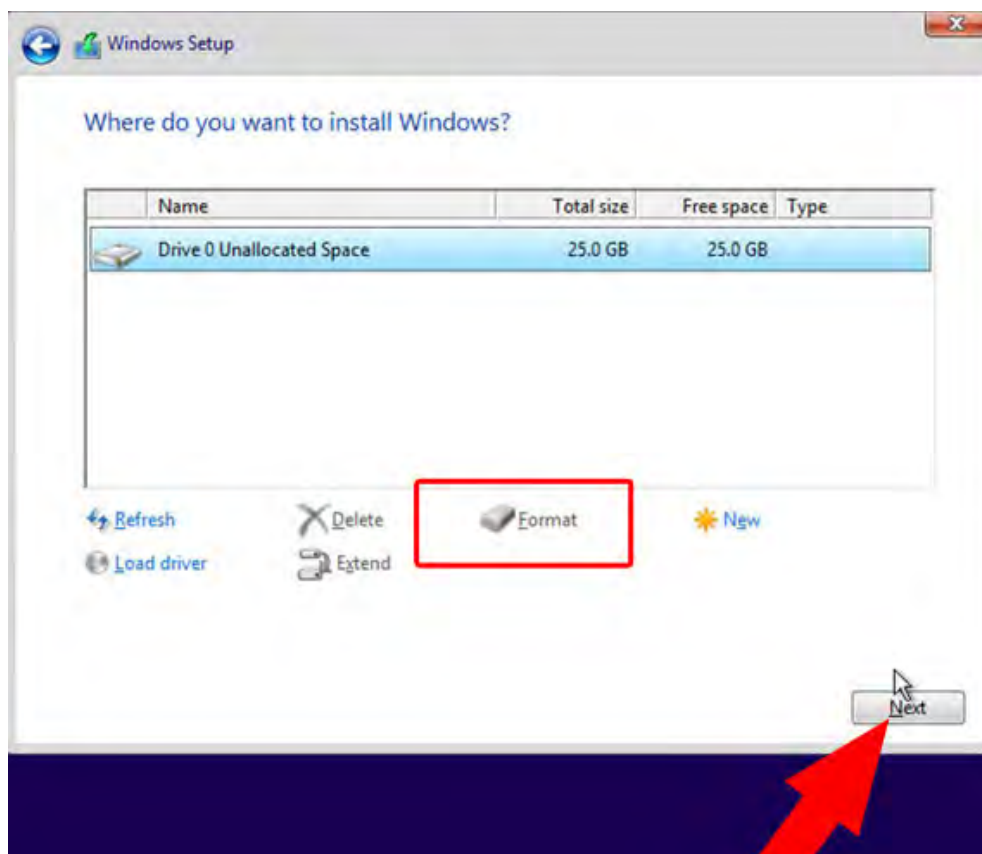 Windows Setup
Where do you want to install Windows?
Name Total size Free space Type
Drive 0 Unallocated Space 25.0 GB 25.0 GB
Refresh Delete Format New
Load driver Extend
Next